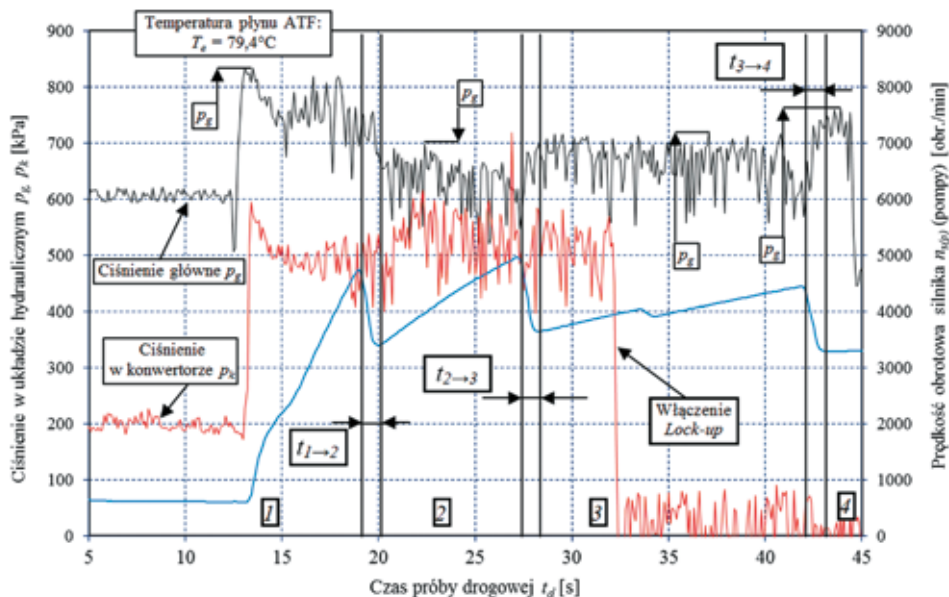 Temperatura płynu ATF:
Te = 79,4°C
Ciśnienie w układzie hydraulicznym pg, pk [kPa]
900
800
700
600
500
400
300
200
100
0
pg
pg
pg
pg
t3→4
Ciśnienie główne pg
Ciśnienie
w konwertorze pk
t1→2
t2→3
Włączenie
Lock-up
1
2
3
4
9000
8000
7000
6000
5000
4000
3000
2000
1000
0
Prędkość obrotowa silnika (pompy) [obr./min]
5
10
15
20
25
30
35
40
45
Czas próby drogowej td [s]